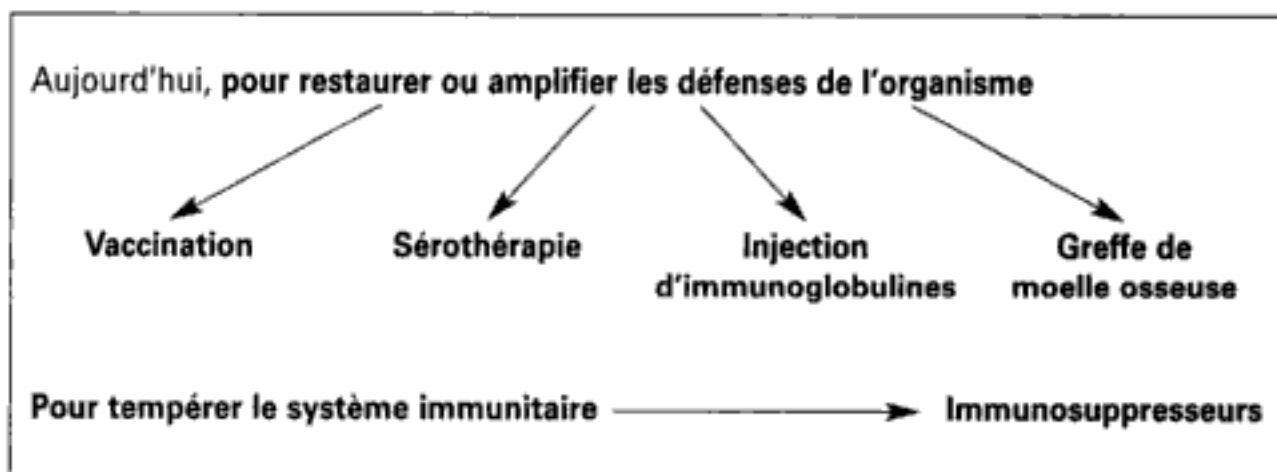 Aujourd'hui, pour restaurer ou amplifier les défenses de l'organisme
Vaccination
Sérothérapie
Injection
d'immunoglobulines
Greffe de
moelle osseuse
Pour tempérer le système immunitaire
Immunosuppresseurs